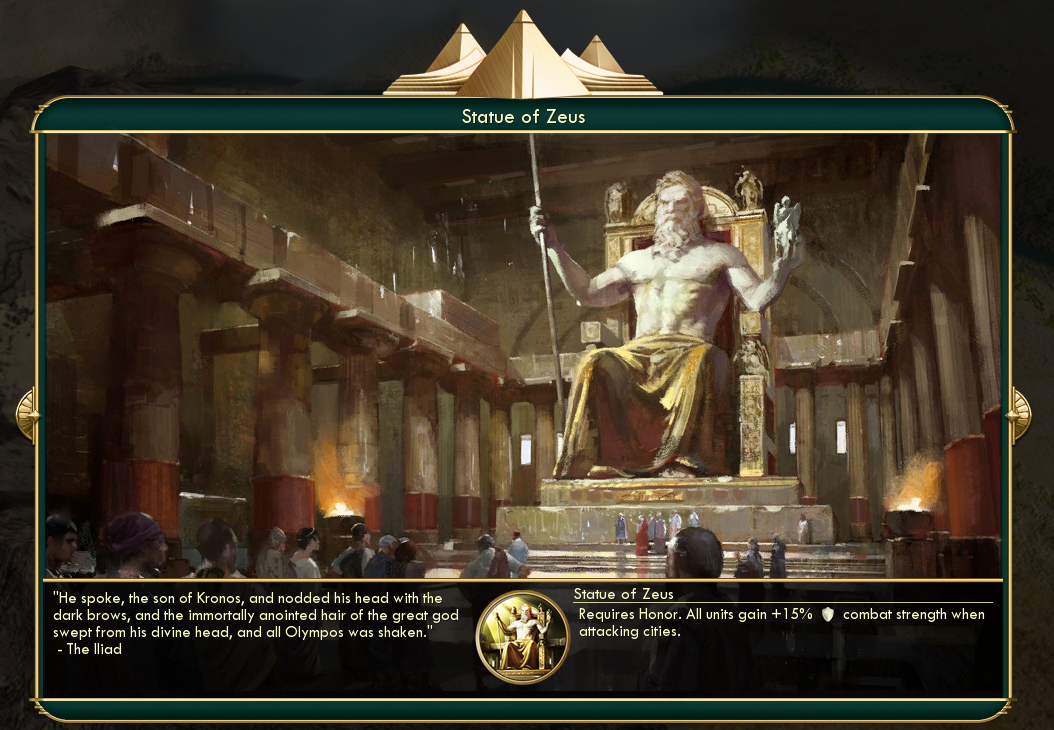 Statue of Zeus
"He spoke, the son of Kronos, and nodded his head with the
dark brows, and the immortally anointed hair of the great god
swept from his divine head, and all Olympos was shaken."
- The Iliad
Statue of Zeus
Requires Honor. All units gain +15% combat strength when
attacking cities.